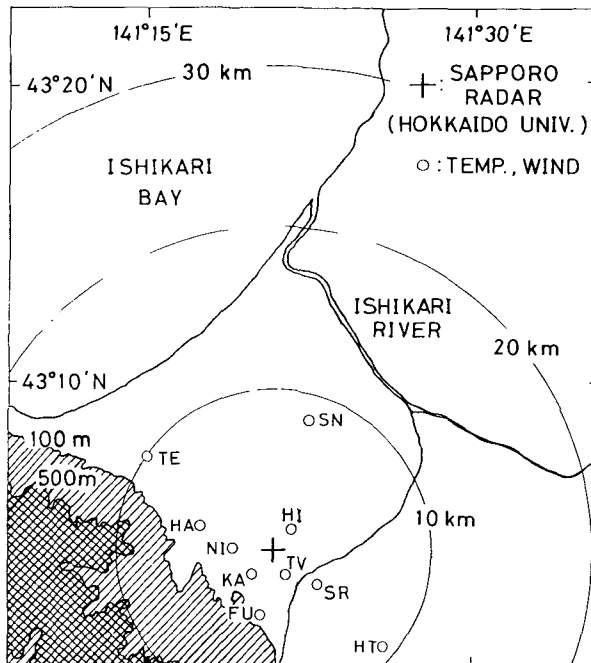 141°15'E
141°30'E
43°20'N
30 km
+: SAPPORO
RADAR
(HOKKAIDO UNIV.)
○: TEMP., WIND
ISHIKARI
BAY
ISHIKARI
RIVER
20 km
43°10'N
100 m
500m
TE
SN
10 km
HA
HI
NI
KA
TV
SR
FU
HT